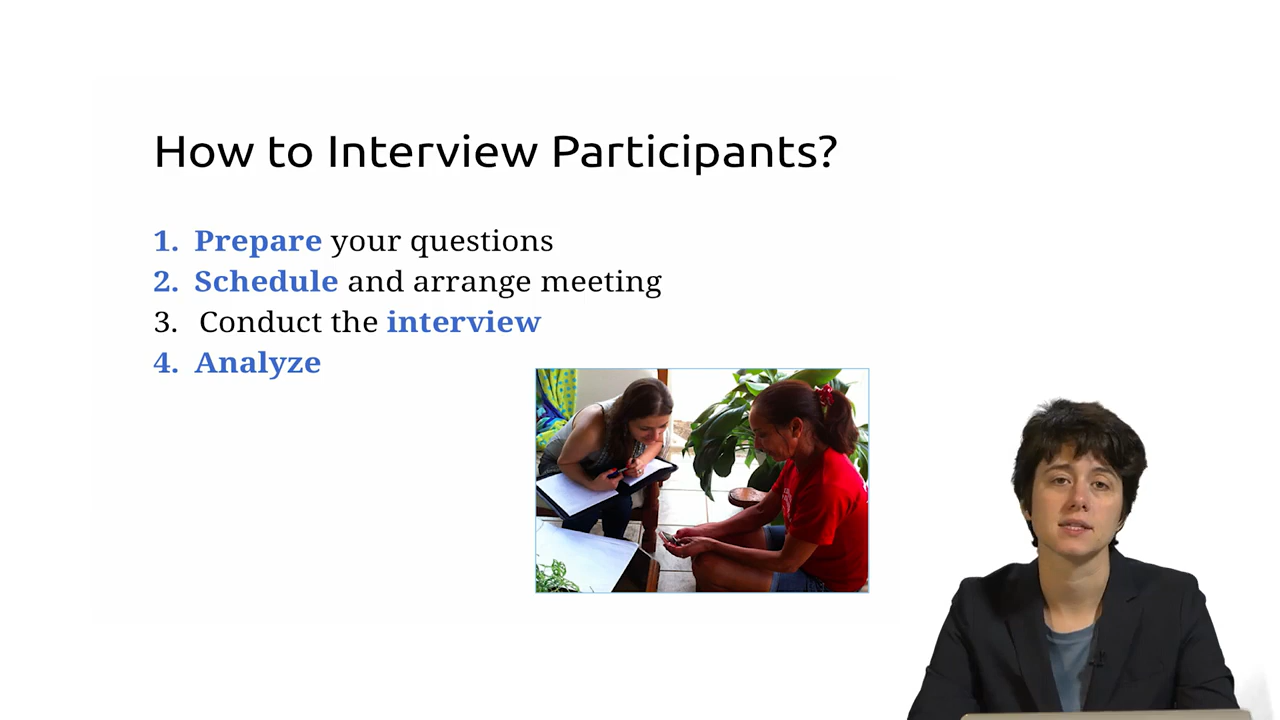 How to Interview Participants?
1. Prepare your questions
2. Schedule and arrange meeting
3. Conduct the interview
4. Analyze